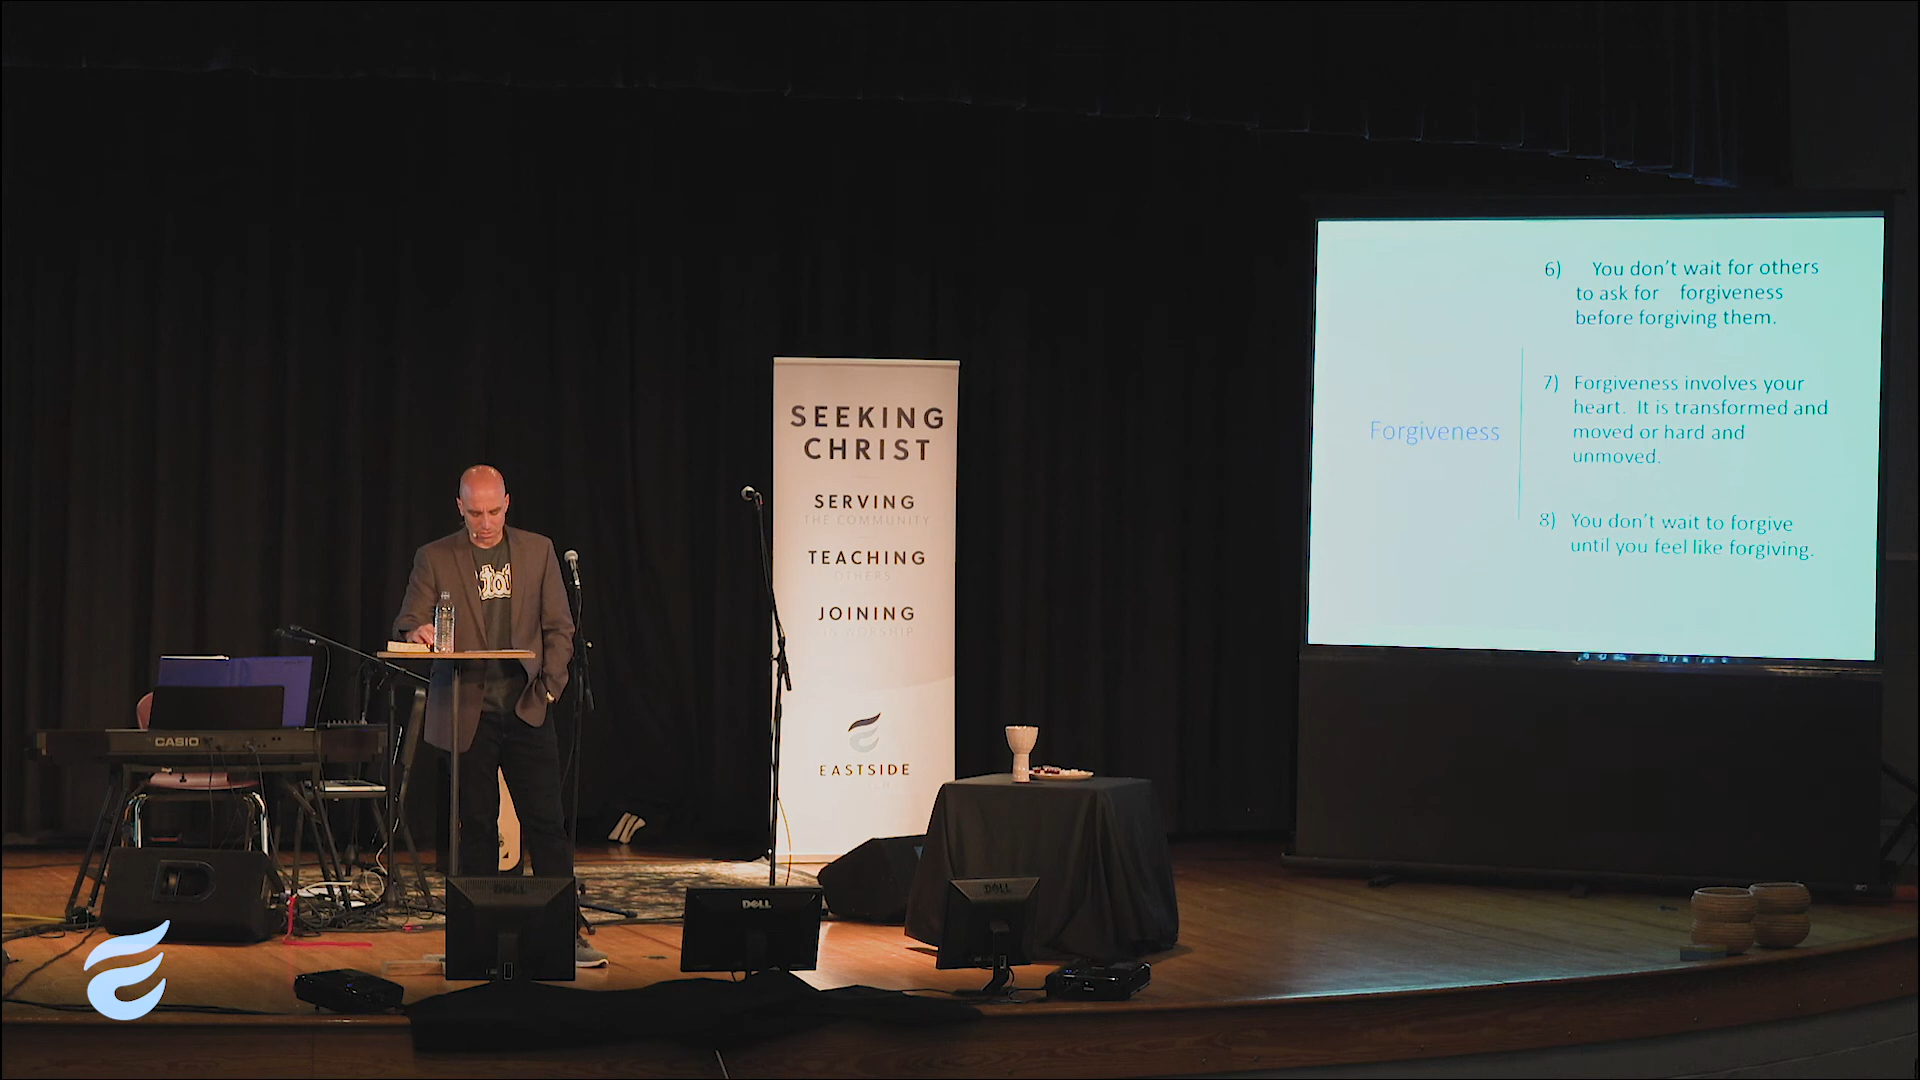 SEEKING
CHRIST
SERVING
THE COMMUNITY
TEACHING
OTHERS
JOINING
IN WORSHIP
EASTSIDE
Forgiveness
6) You don't wait for others
to ask for forgiveness
before forgiving them.
7) Forgiveness involves your
heart. It is transformed and
moved or hard and
unmoved.
8) You don't wait to forgive
until you feel like forgiving.
CASIO
DELL
DELL
DELL